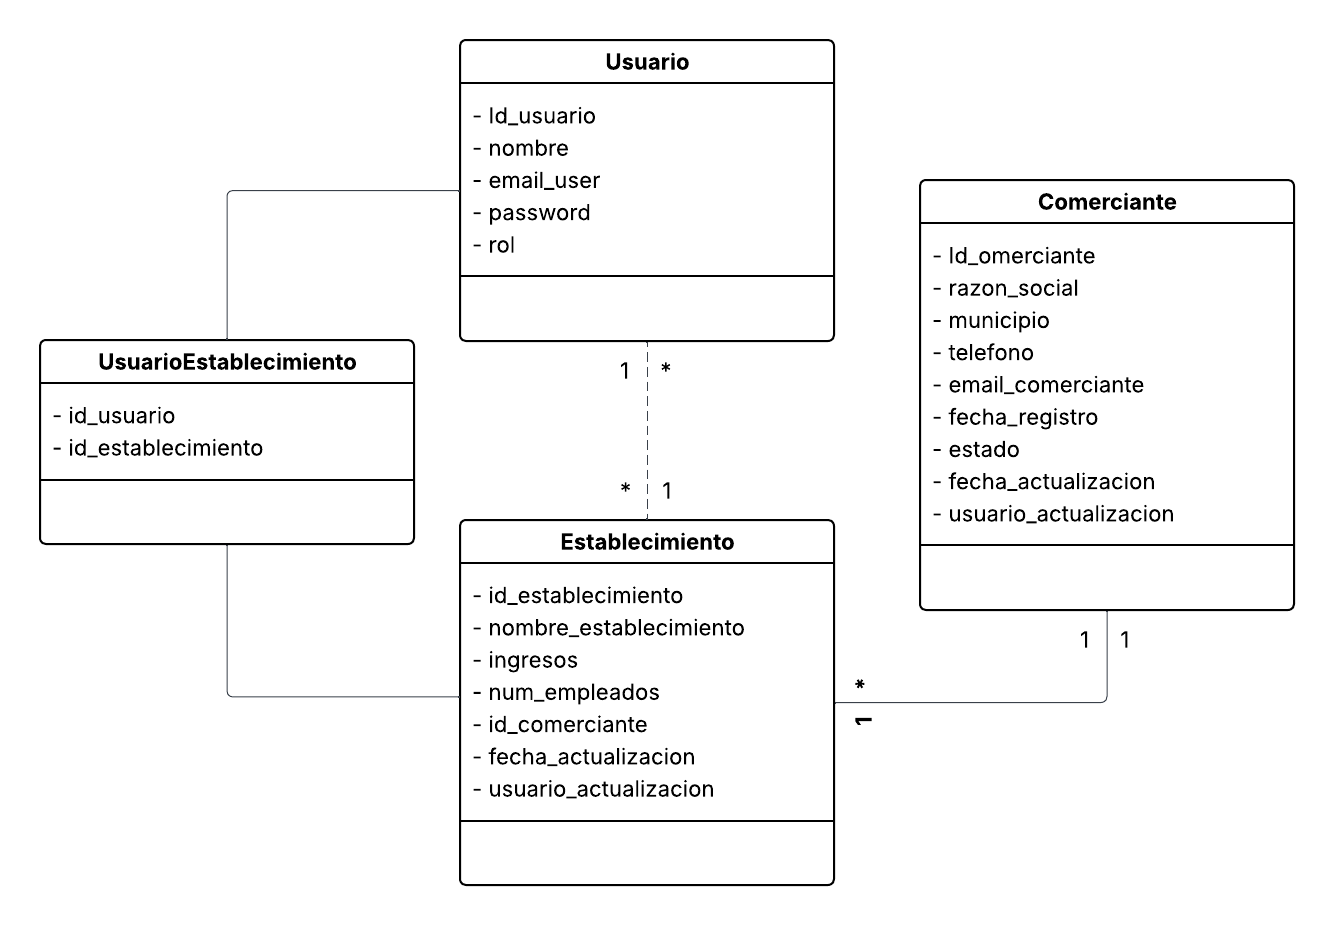 Usuario
- Id_usuario
- nombre
- email_user
- password
- rol
Comerciante
- Id_omerciante
- razon_social
- municipio
- telefono
- email_comerciante
- fecha_registro
- estado
- fecha_actualizacion
- usuario_actualizacion
UsuarioEstablecimiento
- id_usuario
- id_establecimiento
1 *
* 1
Establecimiento
- id_establecimiento
- nombre_establecimiento
- ingresos
- num_empleados
- id_comerciante
- fecha_actualizacion
- usuario_actualizacion
1 1
*
1